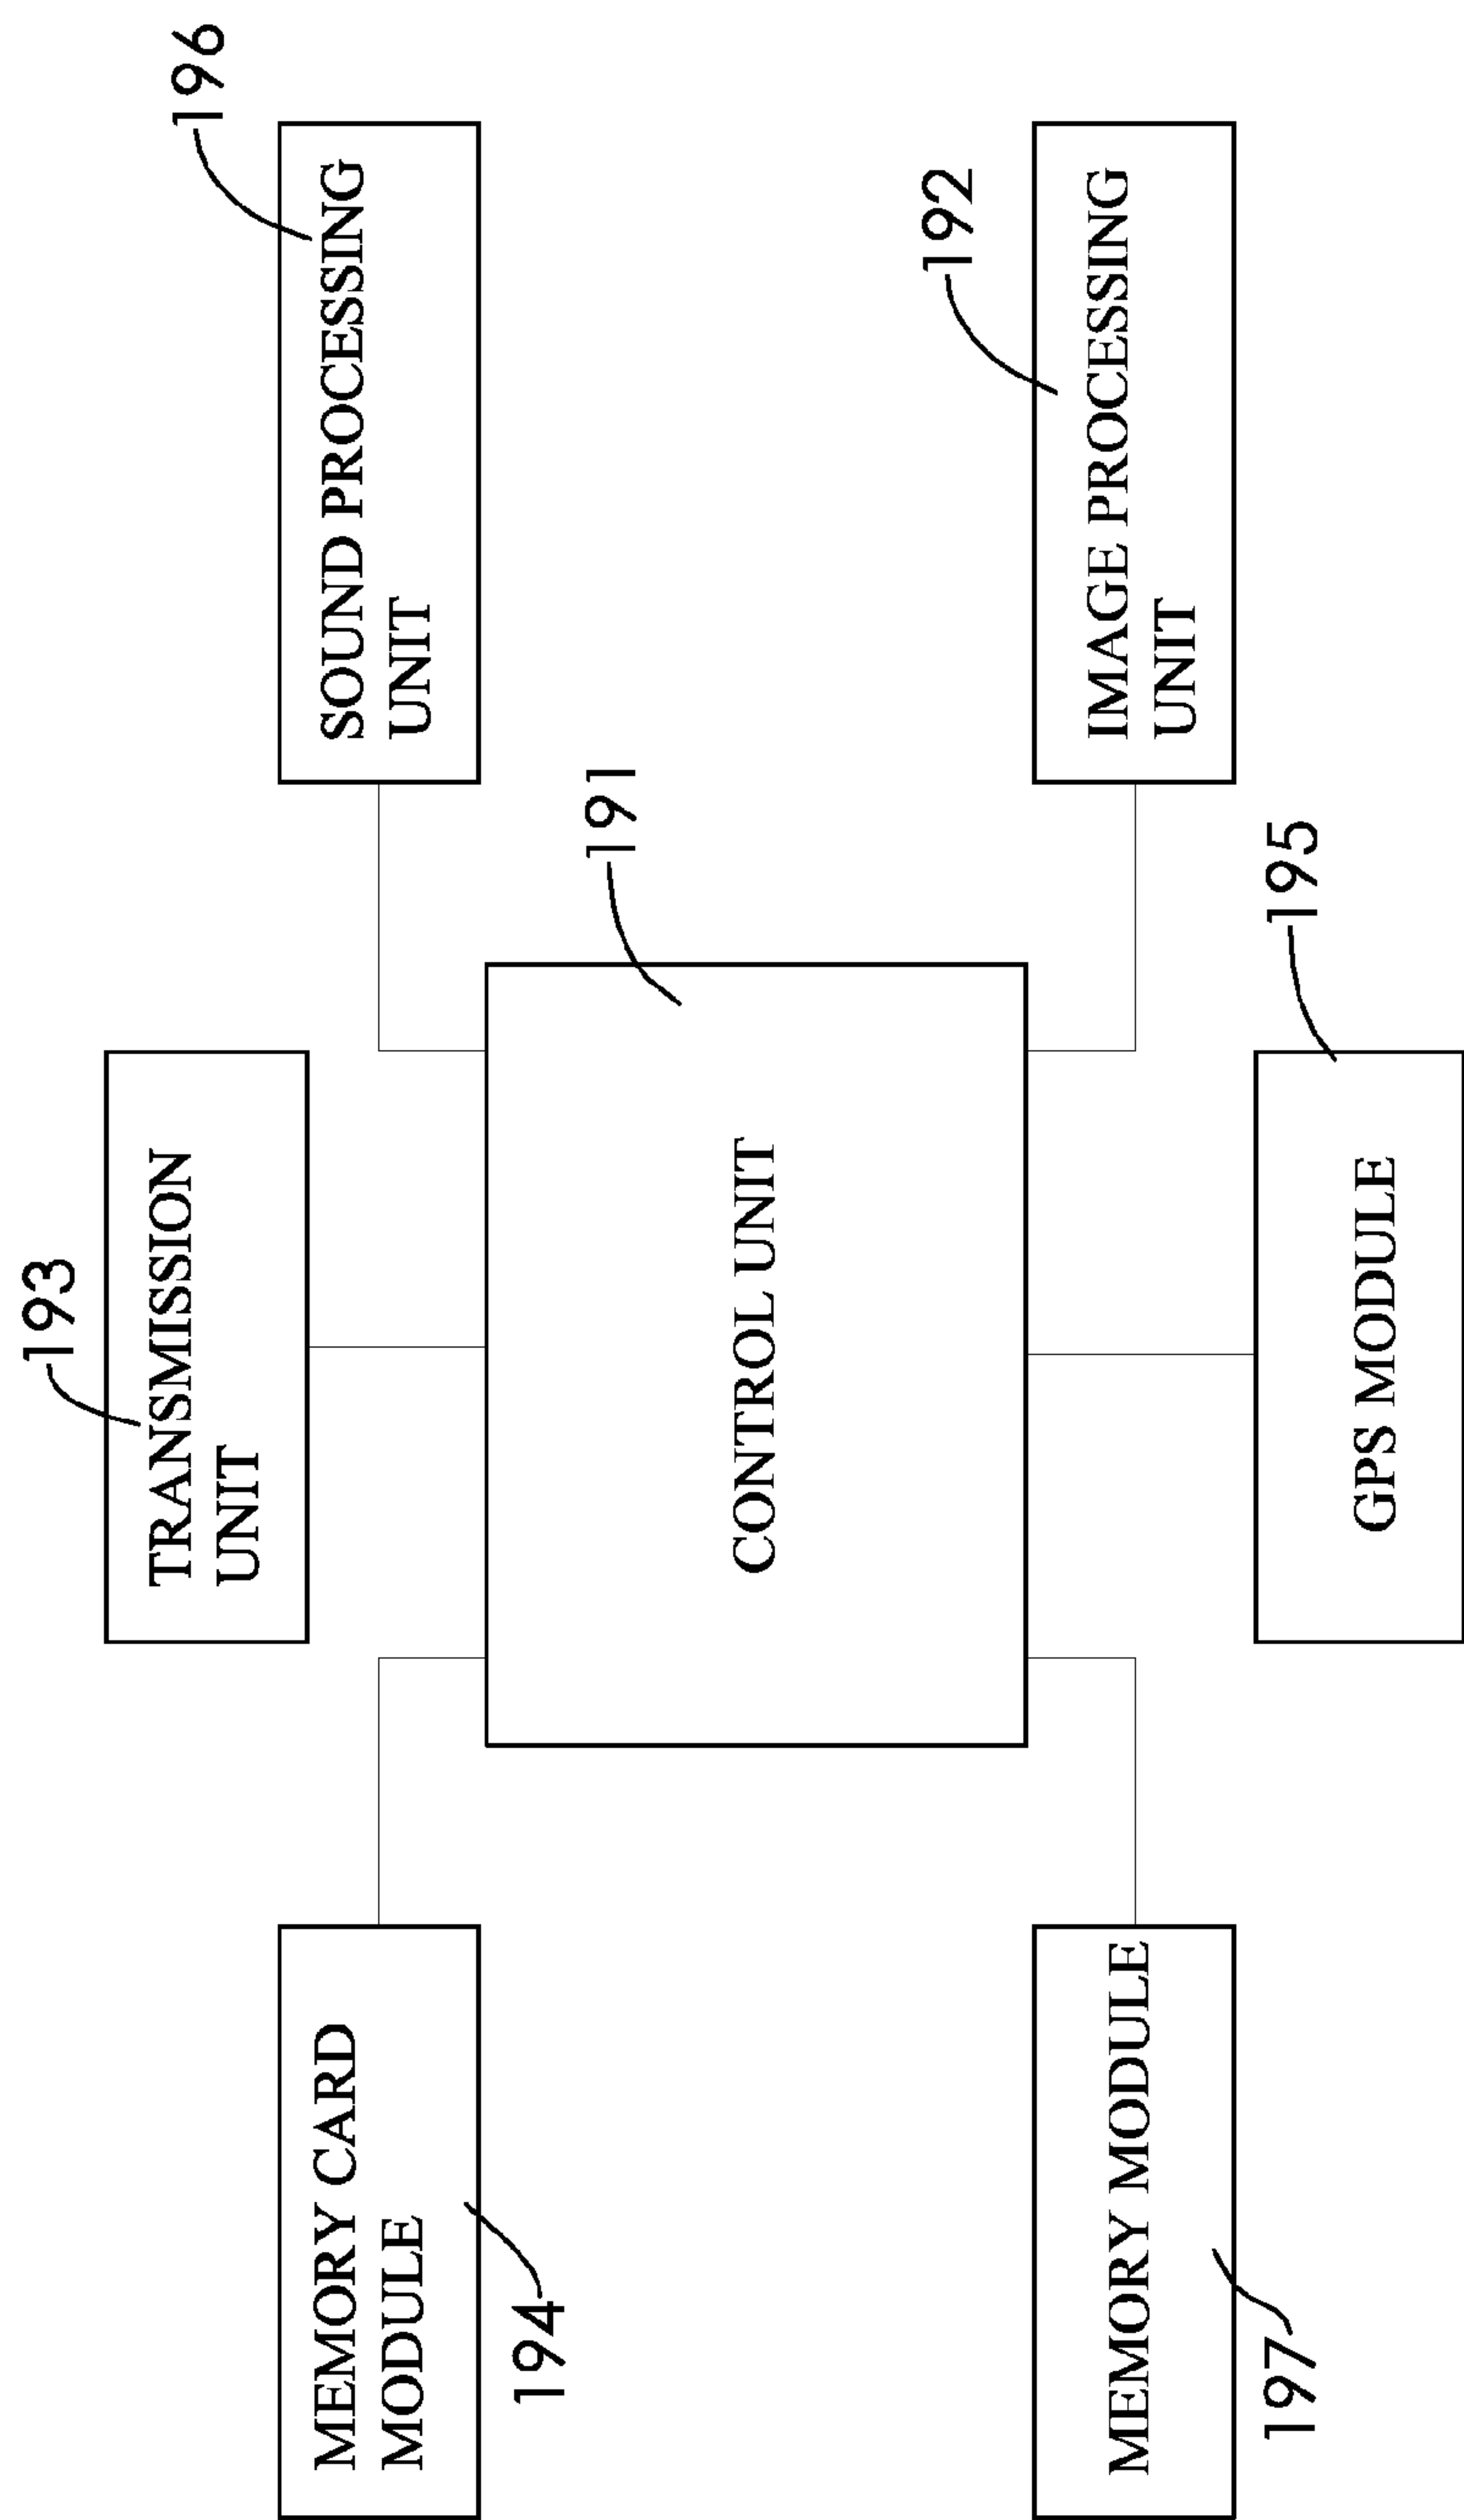 193
TRANSMISSION
UNIT
194
MEMORY CARD
MODULE
196
SOUND PROCESSING
UNIT
191
CONTROL UNIT
197
MEMORY MODULE
192
IMAGE PROCESSING
UNIT
195
GPS MODULE